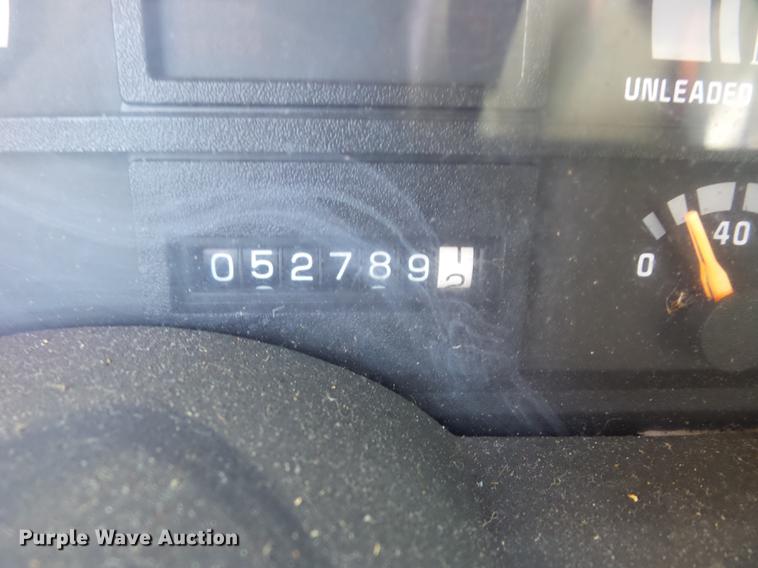 UNLEADED
052789
0 40
Purple Wave Auction